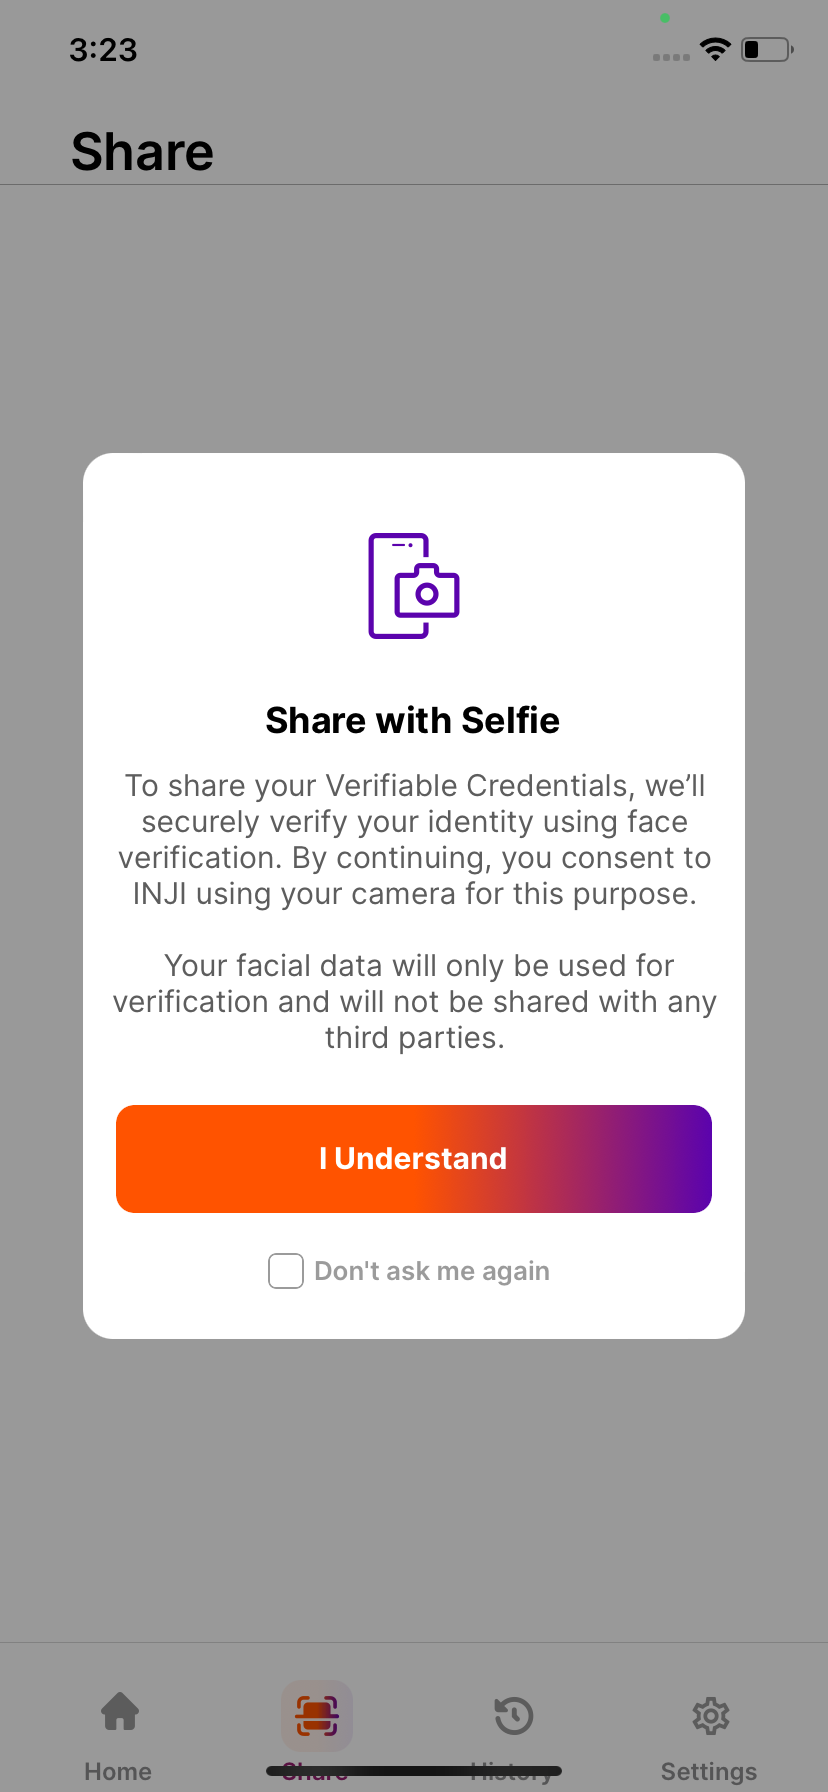 3:23
Share
Share with Selfie
To share your Verifiable Credentials, we’ll
securely verify your identity using face
verification. By continuing, you consent to
INJI using your camera for this purpose.
Your facial data will only be used for
verification and will not be shared with any
third parties.
I Understand
Don't ask me again
Home
Share
History
Settings